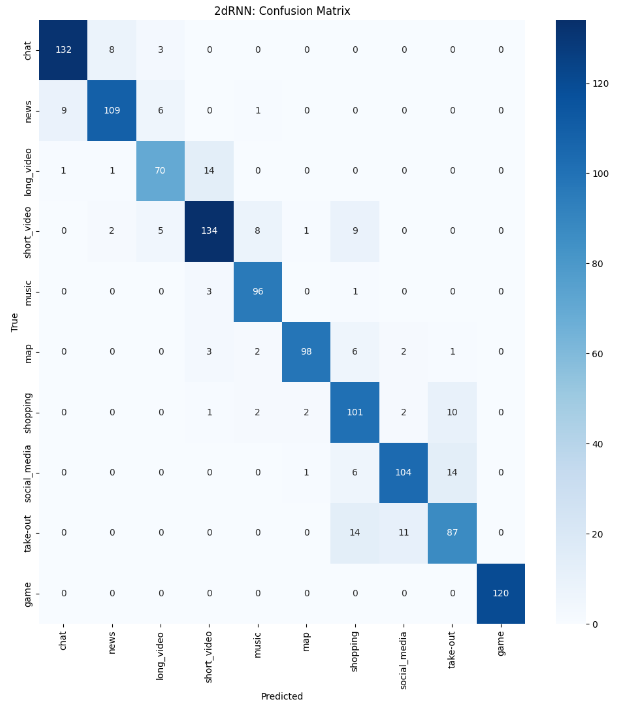 2dRNN: Confusion Matrix
chat 132 8 3 0 0 0 0 0 0 0
news 9 109 6 0 1 0 0 0 0 0
long_video 1 1 70 14 0 0 0 0 0 0
short_video 0 2 5 134 8 1 9 0 0 0
music 0 0 0 3 96 0 1 0 0 0
map 0 0 0 3 2 98 6 2 1 0
shopping 0 0 0 1 2 2 101 2 10 0
social_media 0 0 0 0 0 1 6 104 14 0
take-out 0 0 0 0 0 0 14 11 87 0
game 0 0 0 0 0 0 0 0 0 120
True
chat news long_video short_video music map shopping social_media take-out game
Predicted
120
100
80
60
40
20
0